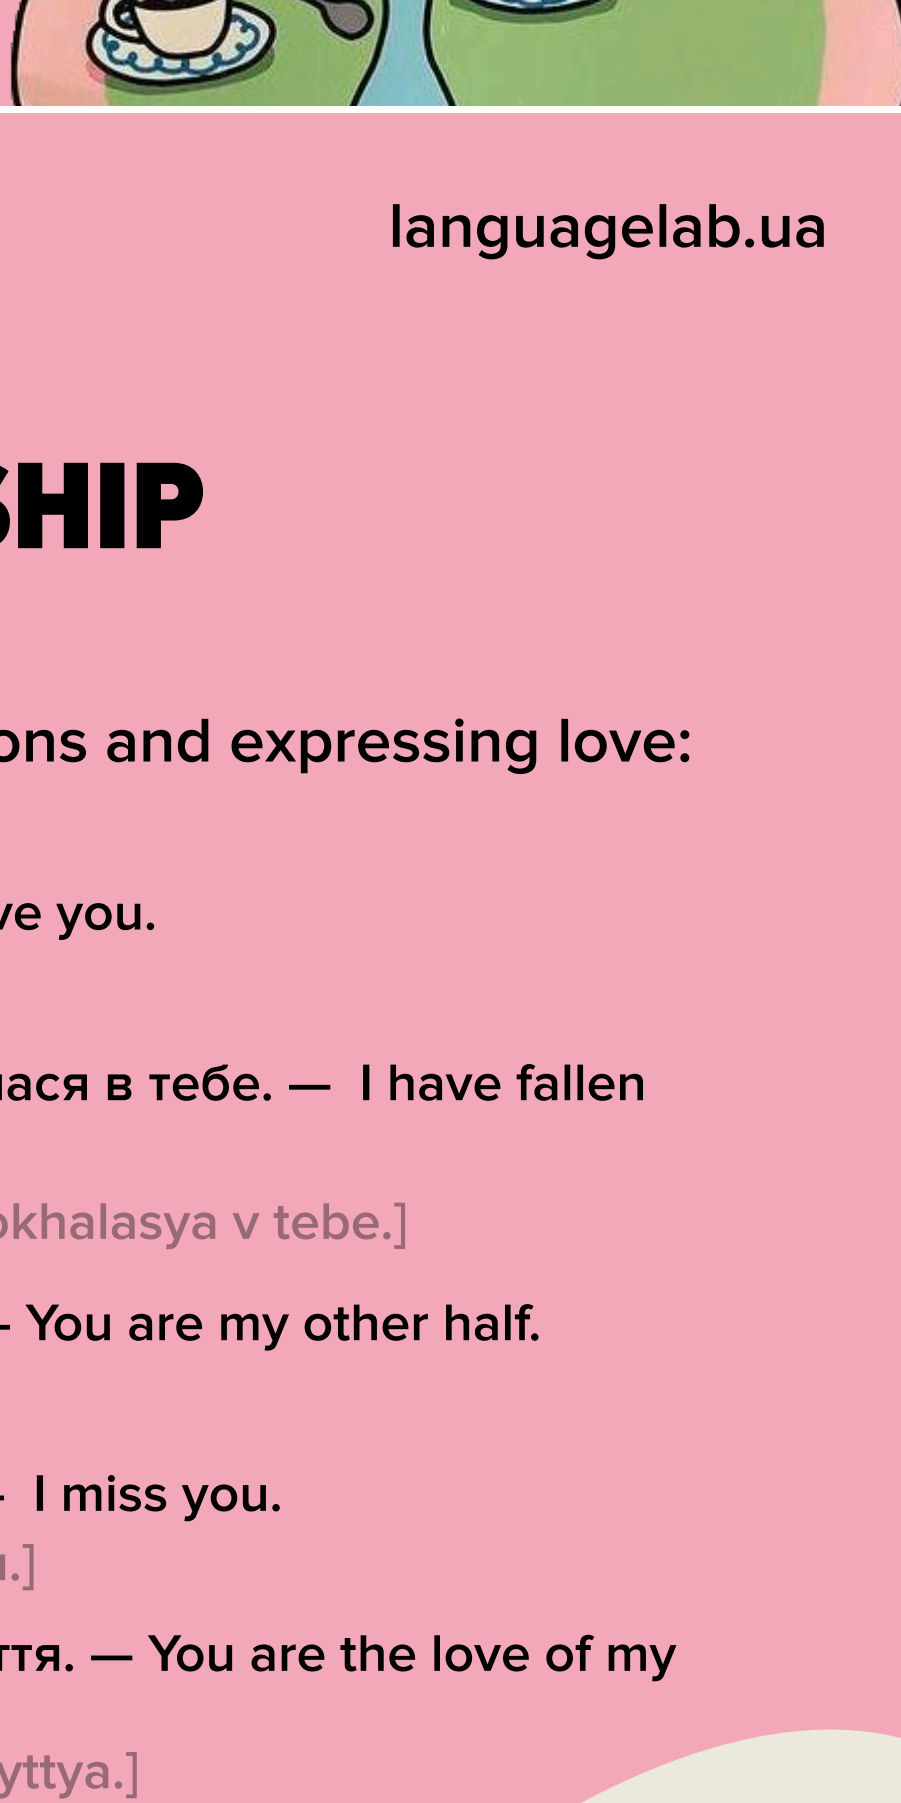 languagelab.ua
SHIP
ons and expressing love:
ve you.
лася в тебе. — I have fallen
okhalasya v tebe.]
— You are my other half.
— I miss you.
u.]
ття. — You are the love of my
yttya.]